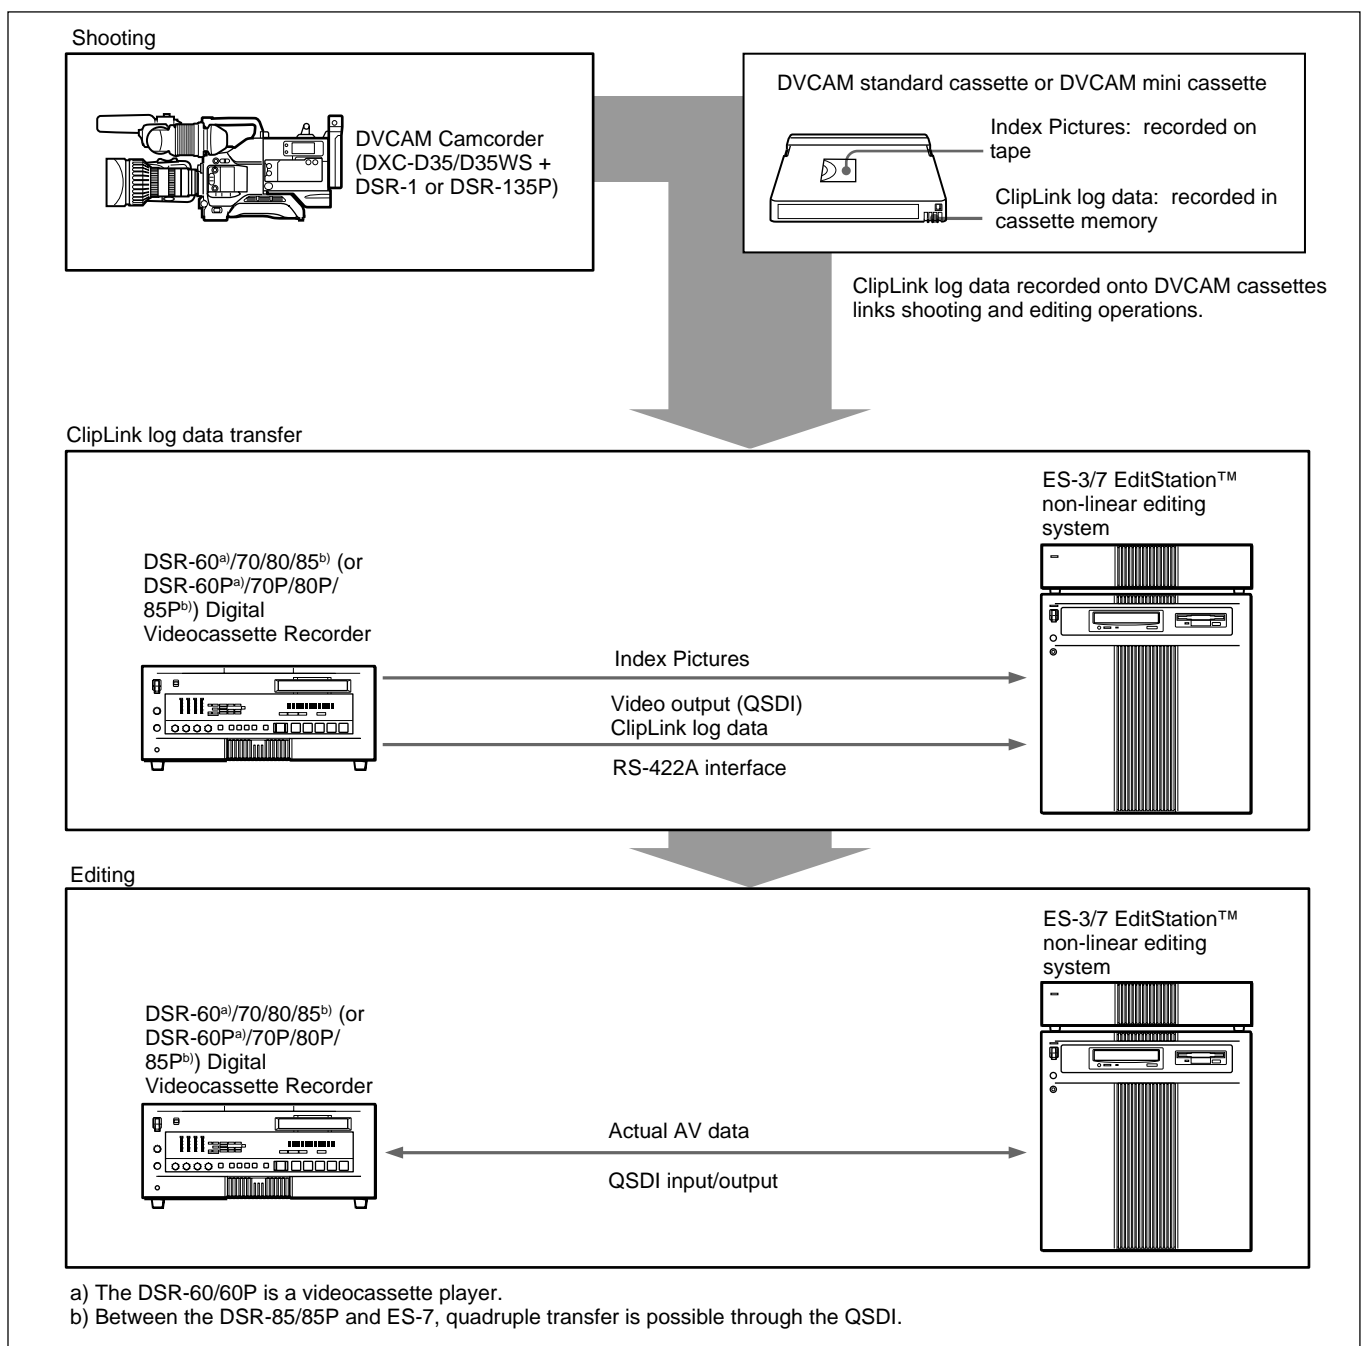 Shooting
DVCAM Camcorder
(DXC-D35/D35WS +
DSR-1 or DSR-135P)
DVCAM standard cassette or DVCAM mini cassette
Index Pictures: recorded on
tape
ClipLink log data: recorded in
cassette memory
ClipLink log data recorded onto DVCAM cassettes
links shooting and editing operations.
ClipLink log data transfer
DSR-60a)/70/80/85b) (or
DSR-60Pa)/70P/80P/
85Pb)) Digital
Videocassette Recorder
Index Pictures
Video output (QSDI)
ClipLink log data
RS-422A interface
ES-3/7 EditStation™
non-linear editing
system
Editing
DSR-60a)/70/80/85b) (or
DSR-60Pa)/70P/80P/
85Pb)) Digital
Videocassette Recorder
Actual AV data
QSDI input/output
ES-3/7 EditStation™
non-linear editing
system
a) The DSR-60/60P is a videocassette player.
b) Between the DSR-85/85P and ES-7, quadruple transfer is possible through the QSDI.